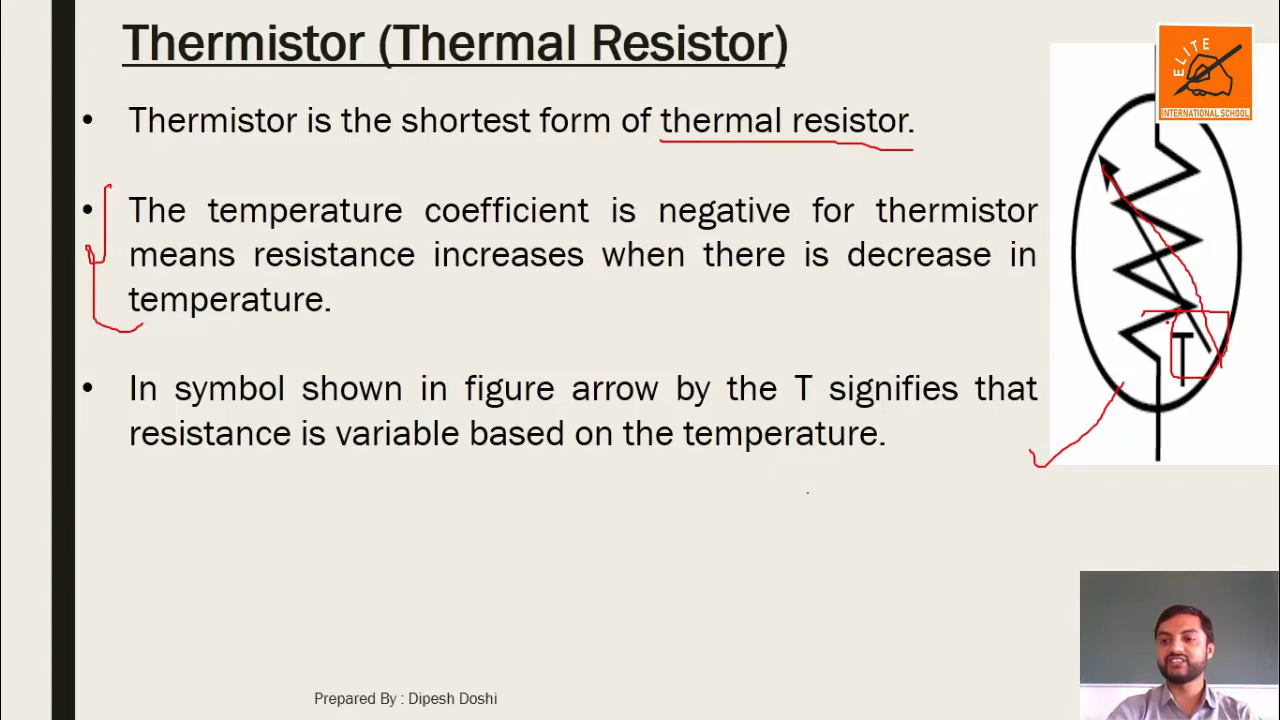 Thermistor (Thermal Resistor)
ELITE
INTERNATIONAL SCHOOL
• Thermistor is the shortest form of thermal resistor.
• The temperature coefficient is negative for thermistor
means resistance increases when there is decrease in
temperature.
• In symbol shown in figure arrow by the T signifies that
resistance is variable based on the temperature.
T
Prepared By : Dipesh Doshi